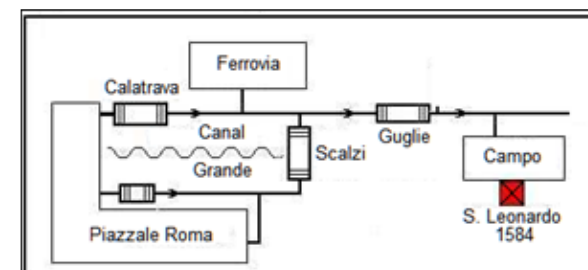 Ferrovia
Calatrava
Canal
Grande
Scalzi
Guglie
Campo
S. Leonardo
1584
Piazzale Roma